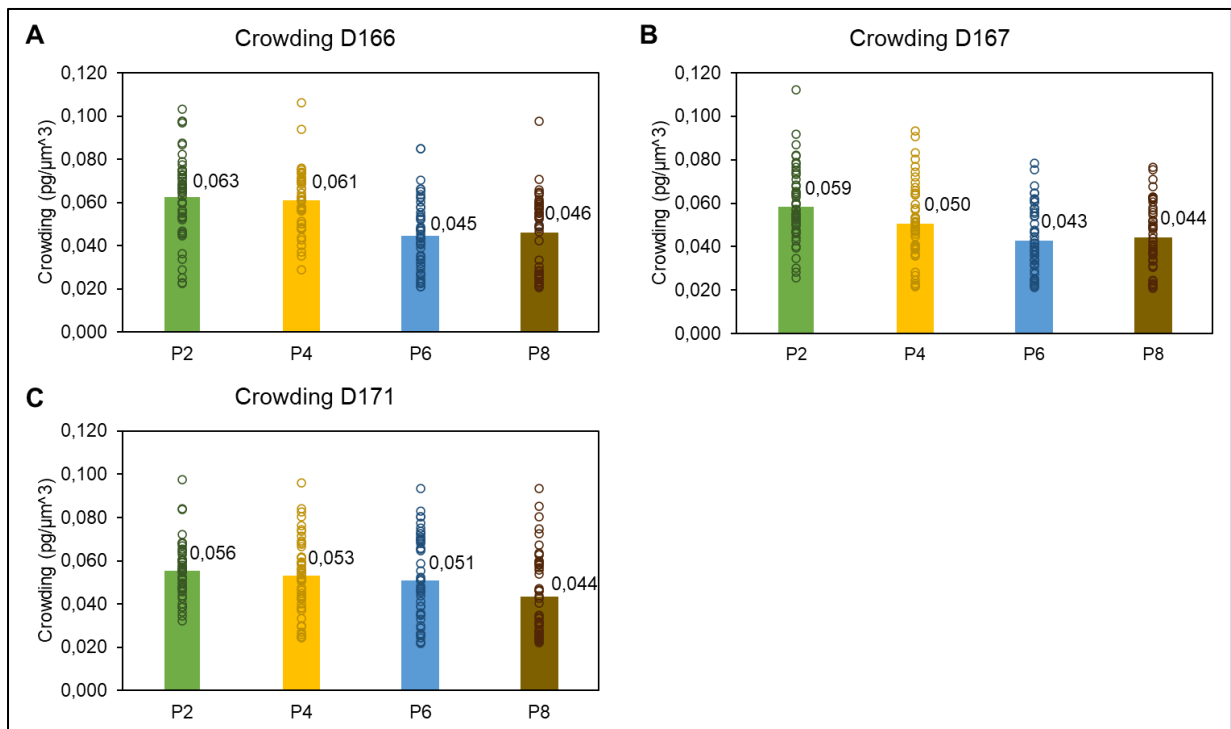 A
Crowding D166
Crowding (pg/µm^3)
0,120
0,100
0,080
0,060
0,040
0,020
0,000
0,063
0,061
0,045
0,046
P2 P4 P6 P8
B
Crowding D167
Crowding (pg/µm^3)
0,120
0,100
0,080
0,060
0,040
0,020
0,000
0,059
0,050
0,043
0,044
P2 P4 P6 P8
C
Crowding D171
Crowding (pg/µm^3)
0,120
0,100
0,080
0,060
0,040
0,020
0,000
0,056
0,053
0,051
0,044
P2 P4 P6 P8